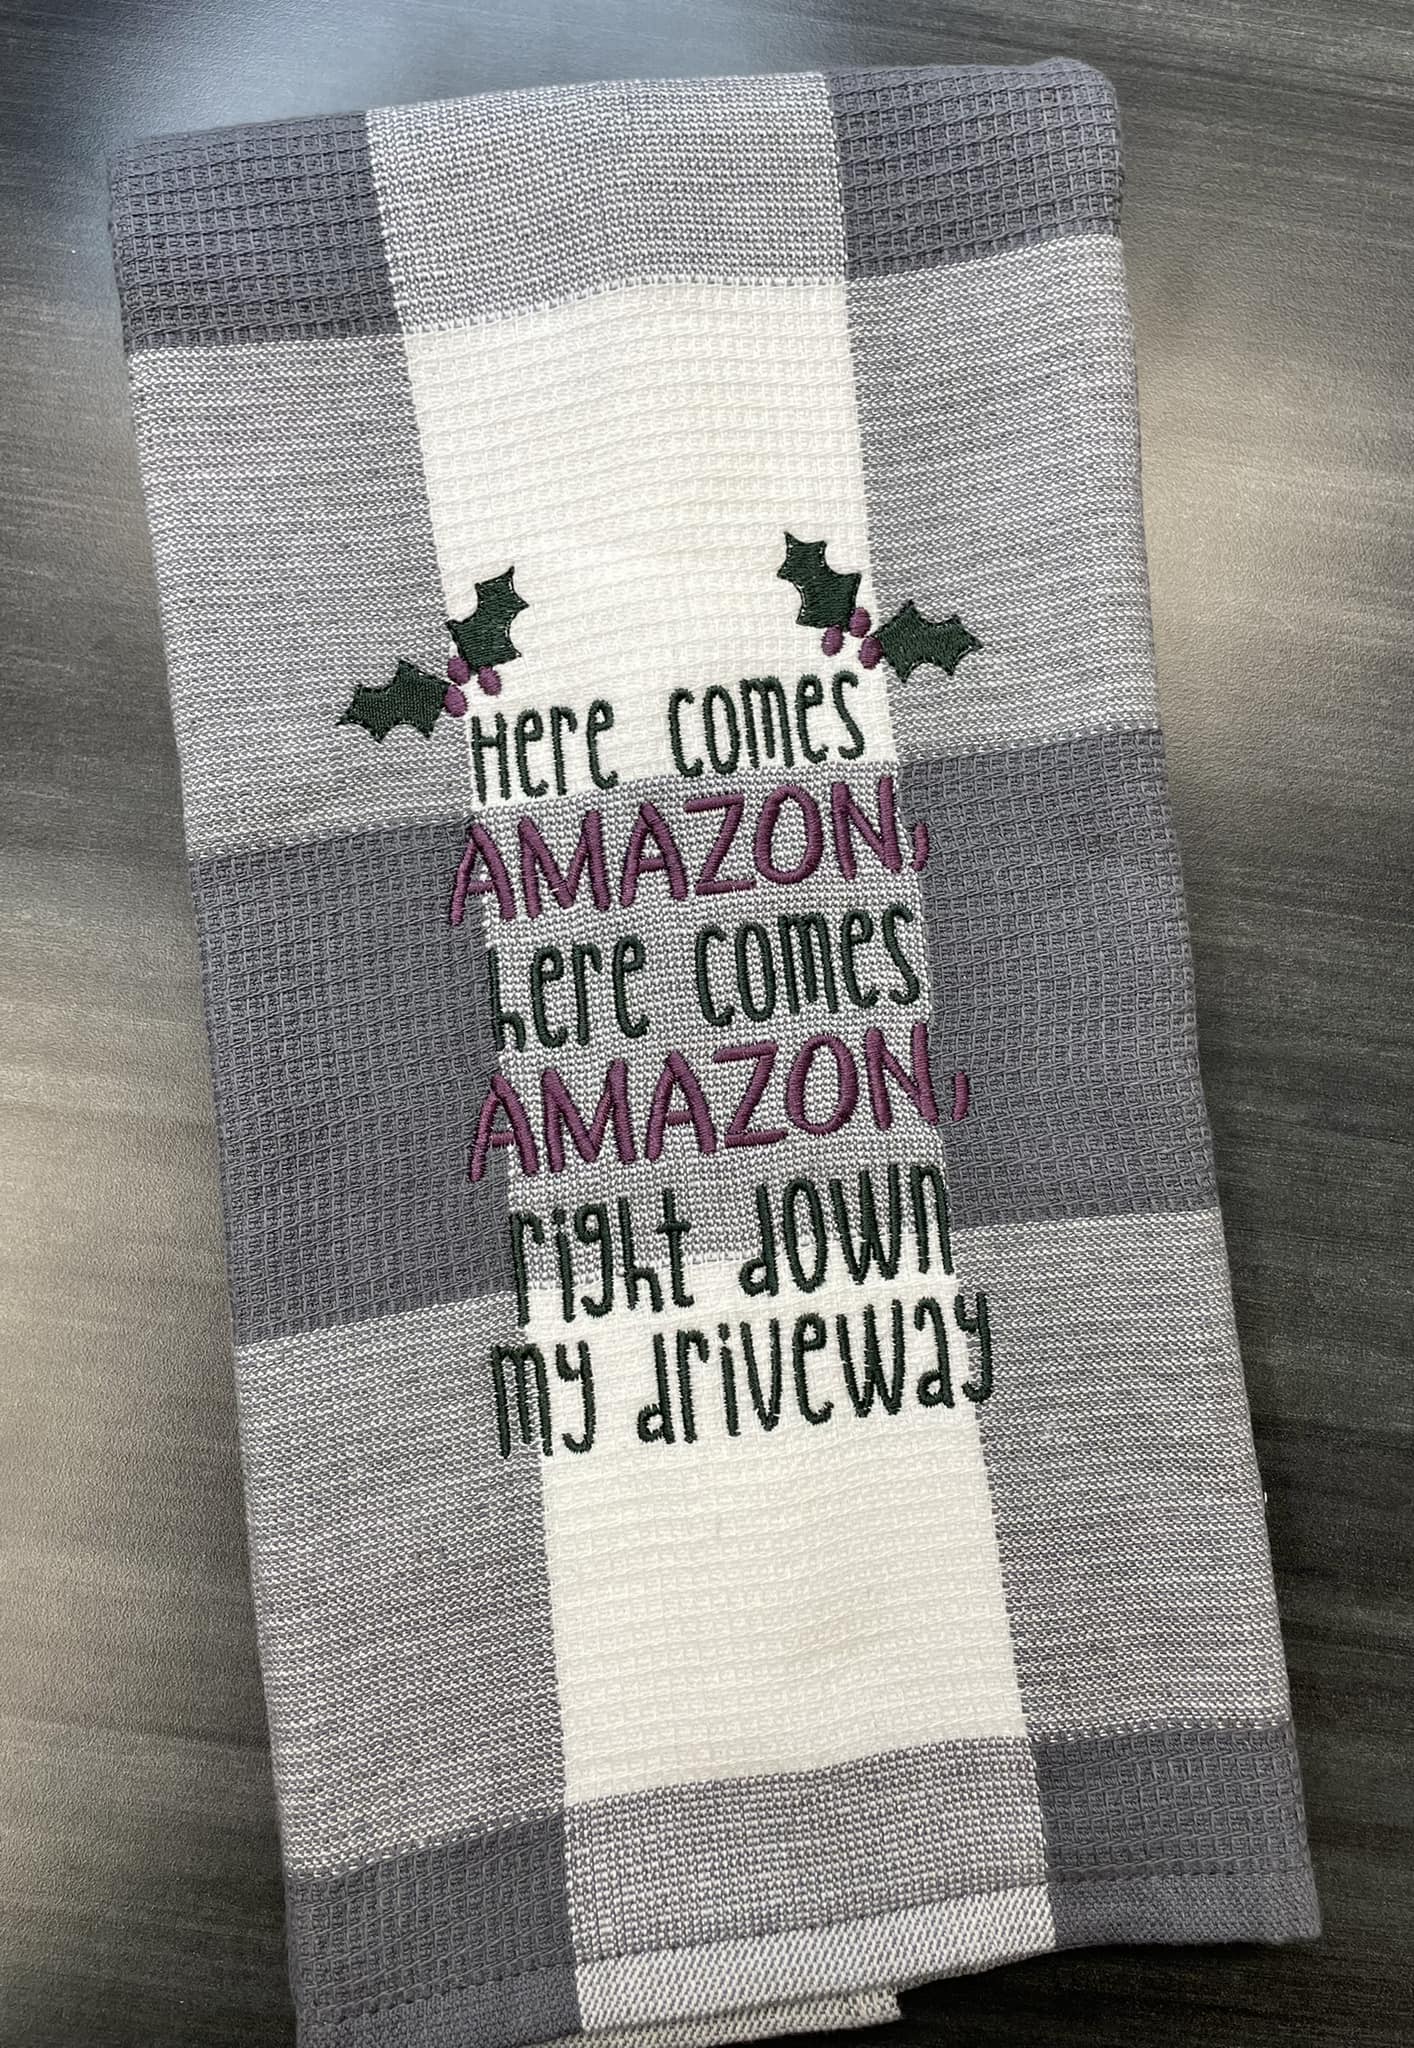 Here comes
AMAZON,
here comes
AMAZON,
right down
my driveway